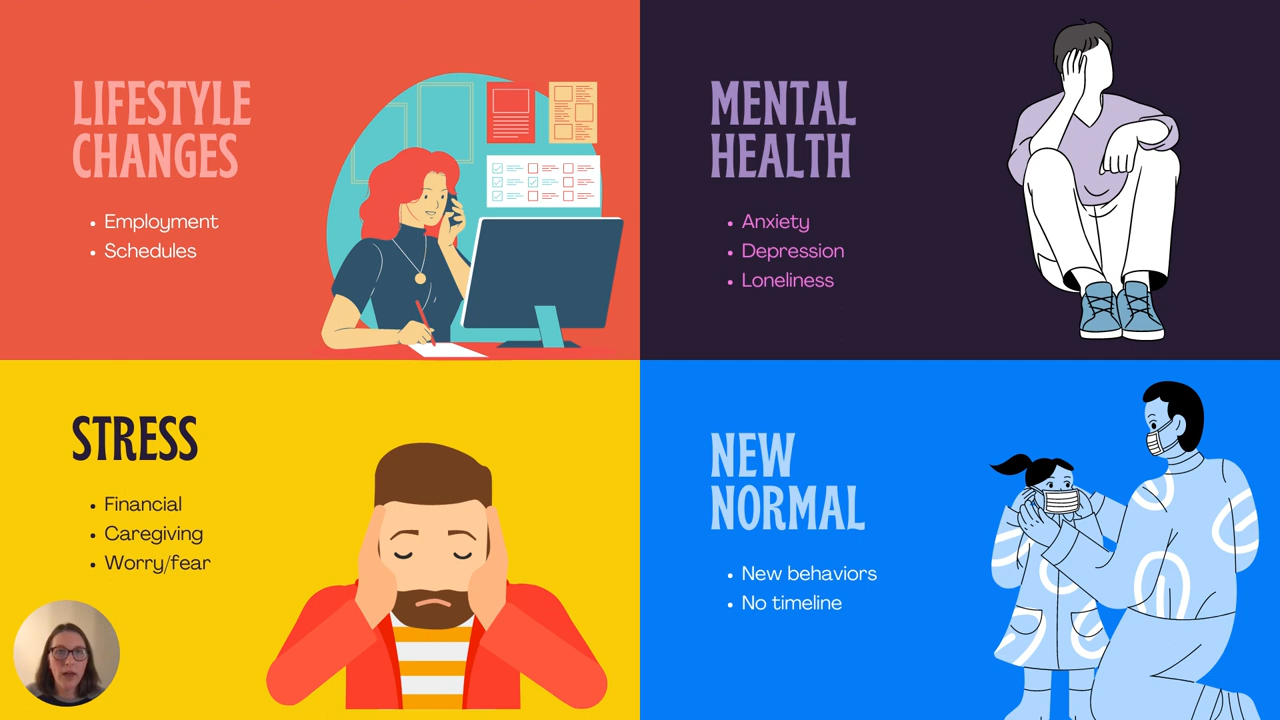 LIFESTYLE
CHANGES
• Employment
• Schedules
MENTAL
HEALTH
• Anxiety
• Depression
• Loneliness
STRESS
• Financial
• Caregiving
• Worry/fear
NEW
NORMAL
• New behaviors
• No timeline